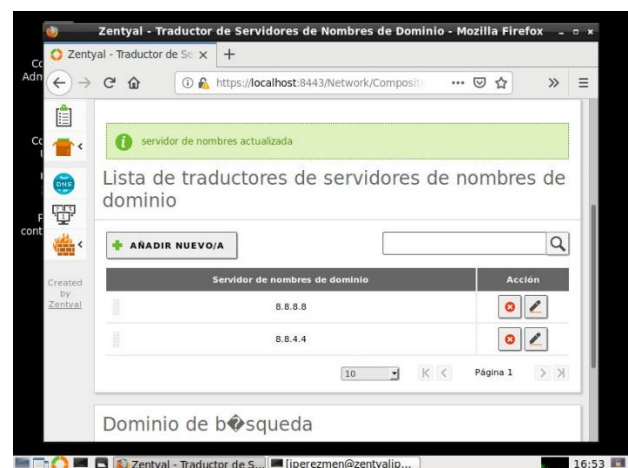 Zentyal - Traductor de Servidores de Nombres de Dominio - Mozilla Firefox
Zentyal - Traductor de Se
https://localhost:8443/Network/Composit
servidor de nombres actualizada
Lista de traductores de servidores de nombres de
dominio
AÑADIR NUEVO/A
Servidor de nombres de dominio Acción
8.8.8.8
8.8.4.4
10 Página 1
Created
by
Zentyal
Dominio de b�squeda
Zentyal - Traductor de S... [jperezmen@zentyaljp... 16:53